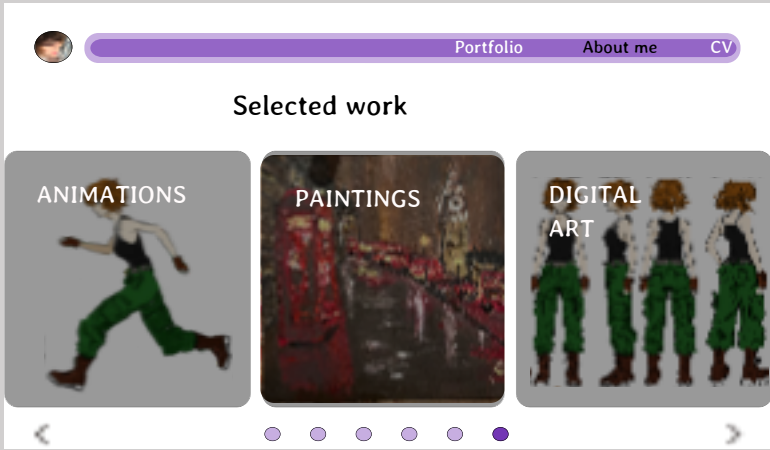 Portfolio
About me
CV
Selected work
ANIMATIONS
PAINTINGS
DIGITAL
ART